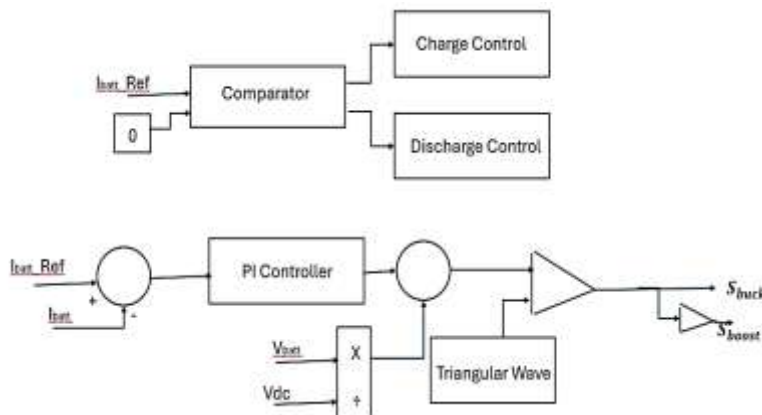 Charge Control
Ibatt_Ref
Comparator
0
Discharge Control
Ibatt_Ref
PI Controller
+
Ibatt
-
Sbuck
Sboost
Vbatt
X
Triangular Wave
Vdc
÷